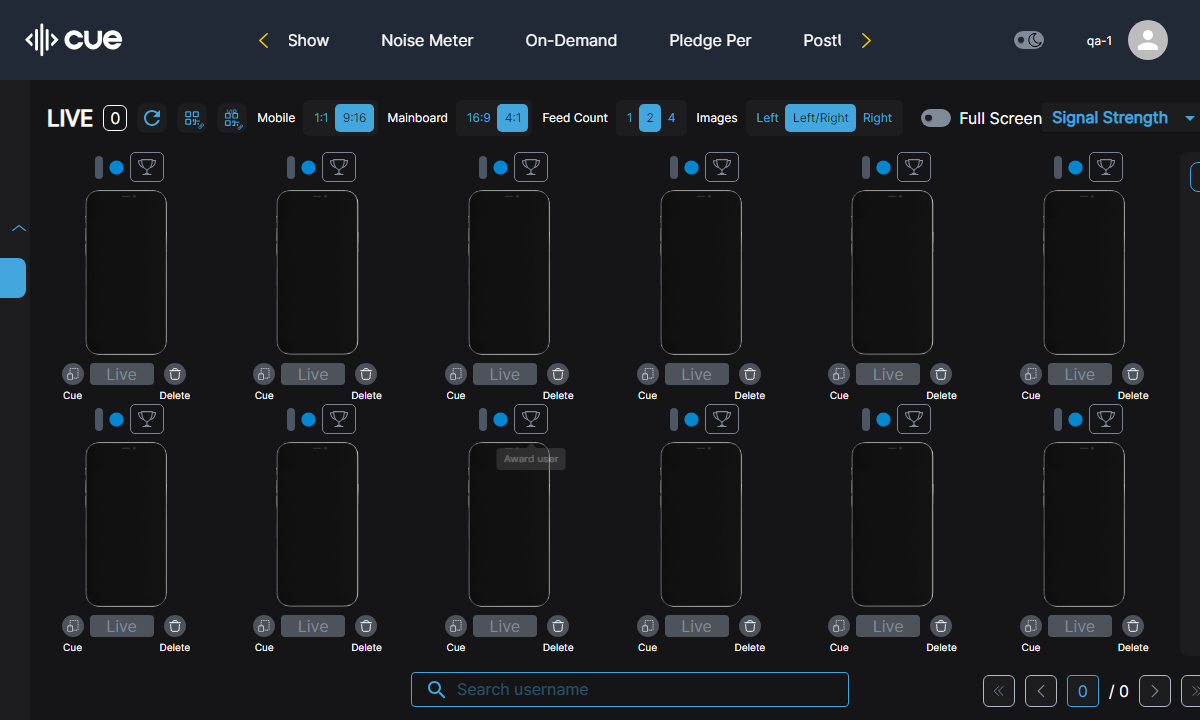 cue
Show Noise Meter On-Demand Pledge Per
qa-1
LIVE 0 Mobile 1:1 9:16 Mainboard 16:9 4:1 Feed Count 1 2 4 Images Left Left/Right Right Full Screen Signal Strength
Live Live Live Live Live Live
Cue Delete Cue Delete Cue Delete Cue Delete Cue Delete Cue Delete
Award user
Live Live Live Live Live Live
Cue Delete Cue Delete Cue Delete Cue Delete Cue Delete Cue Delete
Search username
0 / 0